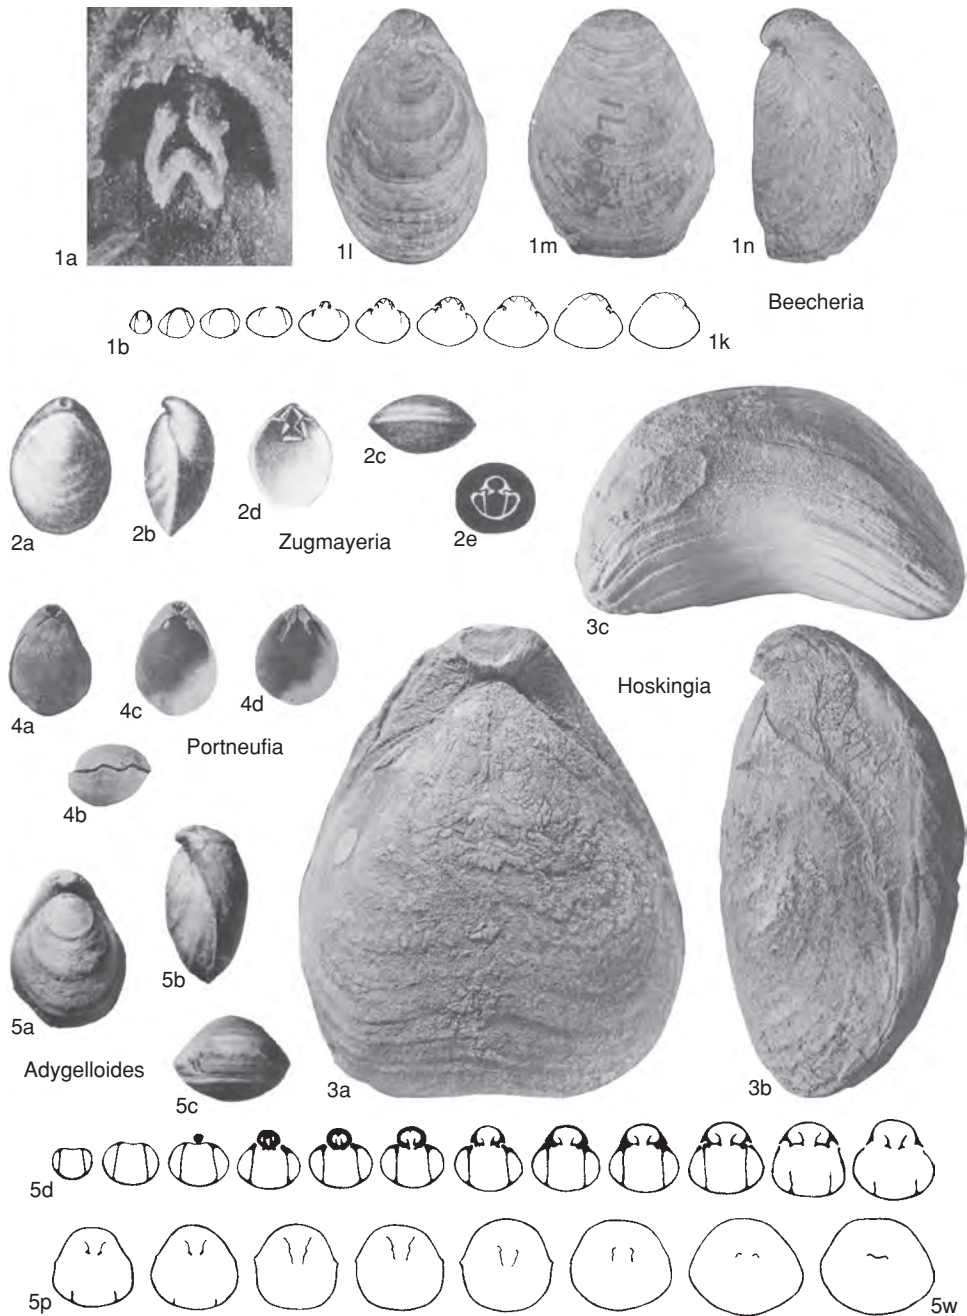 1a
1l
1m
1n
Beecheria
1b
1k
2a
2b
2d
2c
2e
Zugmayeria
3c
Hoskingia
4a
4c
4d
Portneufia
4b
5b
5a
Adygelloides
5c
3a
3b
5d
5p
5w